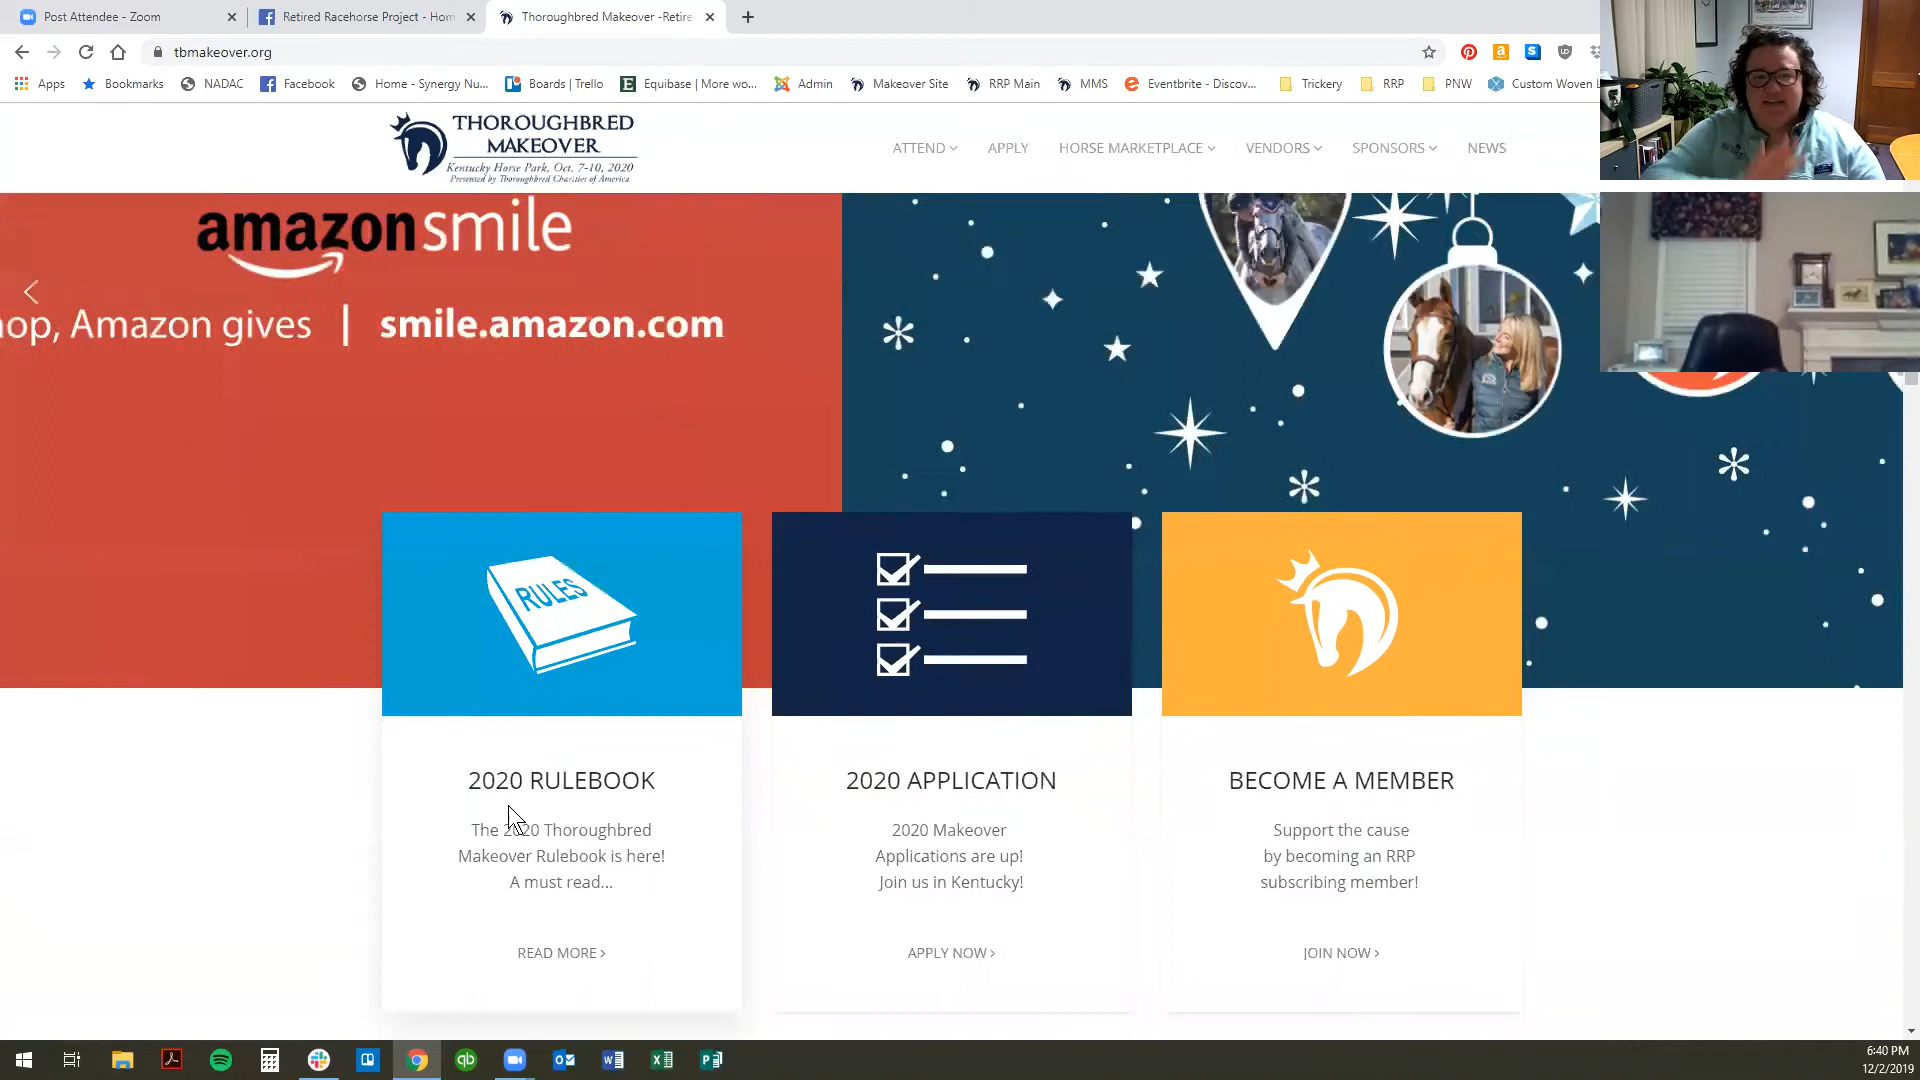 Post Attendee - Zoom
Retired Racehorse Project - Hom
Thoroughbred Makeover -Retire
tbmakeover.org
Apps
Bookmarks
NADAC
Facebook
Home - Synergy Nu...
Boards | Trello
Equibase | More wo...
Admin
Makeover Site
RRP Main
MMS
Eventbrite - Discov...
Trickery
RRP
PNW
Custom Woven L
THOROUGHBRED
MAKEOVER
Kentucky Horse Park, Oct. 7-10, 2020
Presented by Thoroughbred Charities of America
ATTEND
APPLY
HORSE MARKETPLACE
VENDORS
SPONSORS
NEWS
amazonsmile
hop, Amazon gives | smile.amazon.com
RULES
2020 RULEBOOK
The 2020 Thoroughbred
Makeover Rulebook is here!
A must read...
READ MORE >
2020 APPLICATION
2020 Makeover
Applications are up!
Join us in Kentucky!
APPLY NOW >
BECOME A MEMBER
Support the cause
by becoming an RRP
subscribing member!
JOIN NOW >
6:40 PM
12/2/2019